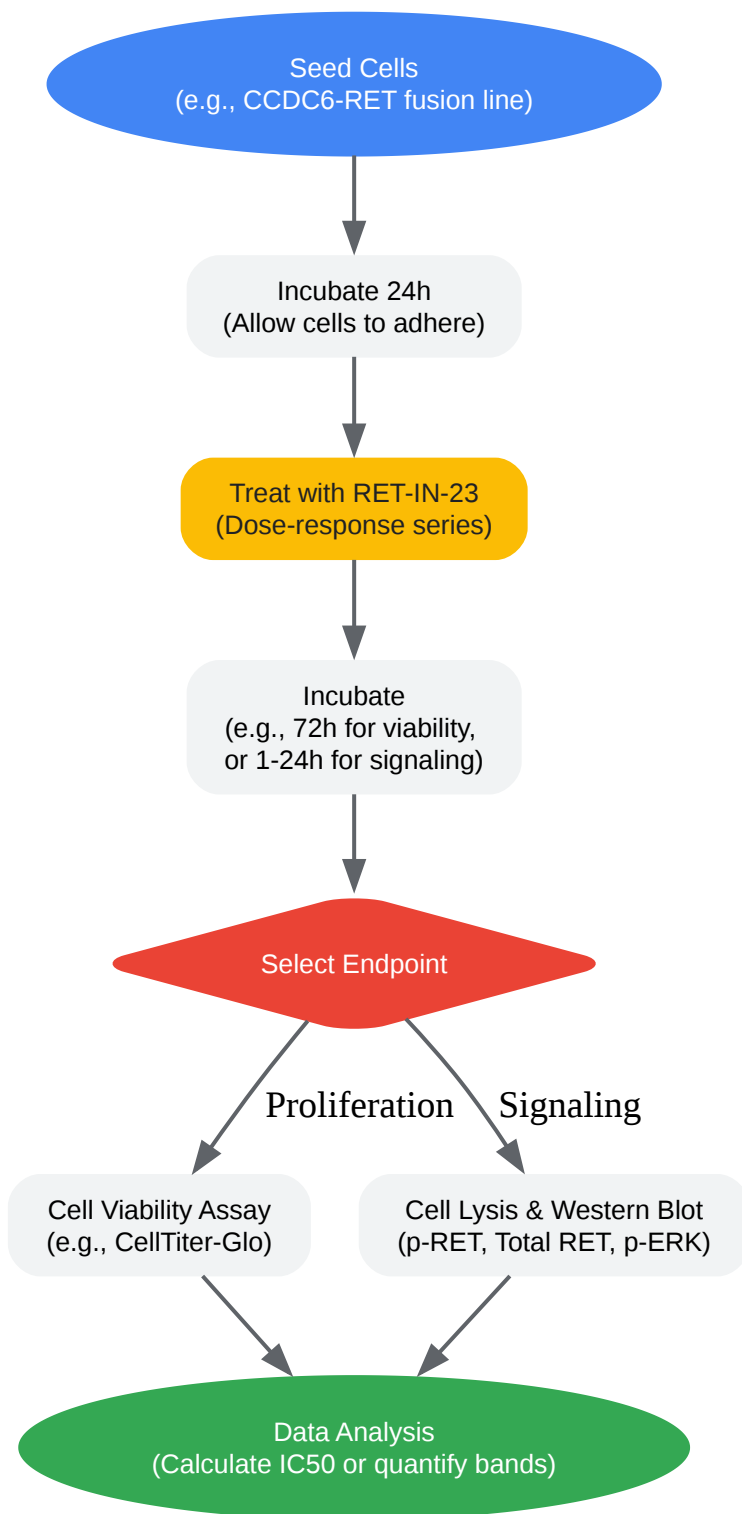 Seed Cells
(e.g., CCDC6-RET fusion line)
Incubate 24h
(Allow cells to adhere)
Treat with RET-IN-23
(Dose-response series)
Incubate
(e.g., 72h for viability,
or 1-24h for signaling)
Select Endpoint
Proliferation
Signaling
Cell Viability Assay
(e.g., CellTiter-Glo)
Cell Lysis & Western Blot
(p-RET, Total RET, p-ERK)
Data Analysis
(Calculate IC50 or quantify bands)